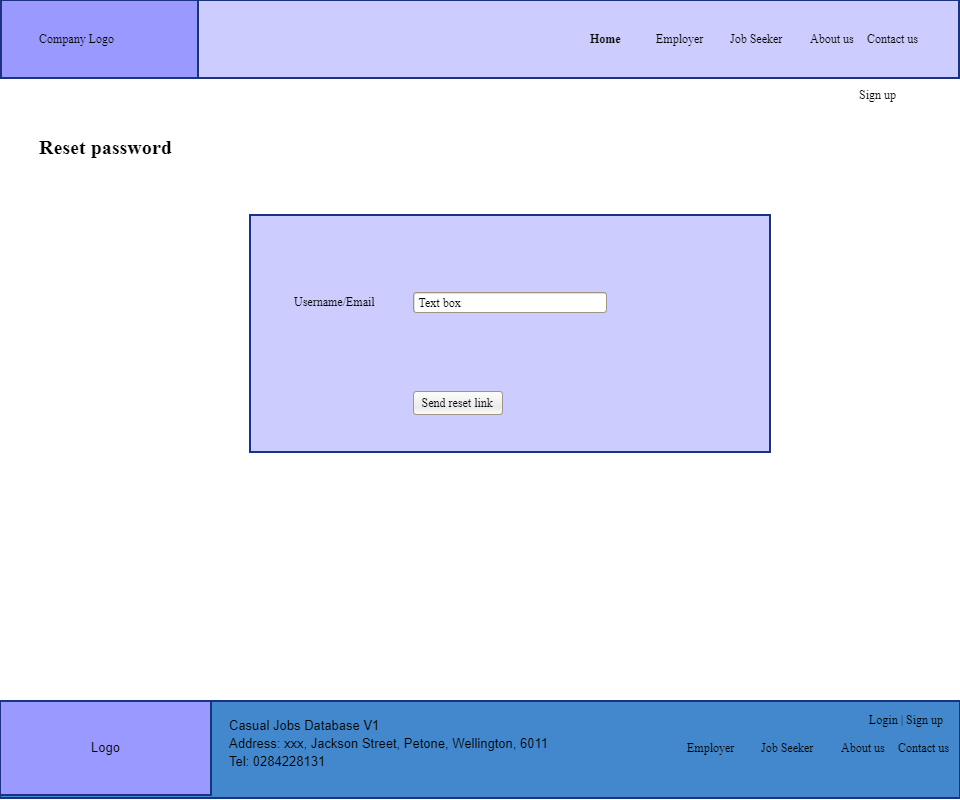 Company Logo
Home Employer Job Seeker About us Contact us
Sign up
Reset password
Username/Email Text box
Send reset link
Logo
Casual Jobs Database V1
Address: xxx, Jackson Street, Petone, Wellington, 6011
Tel: 0284228131
Login | Sign up
Employer Job Seeker About us Contact us